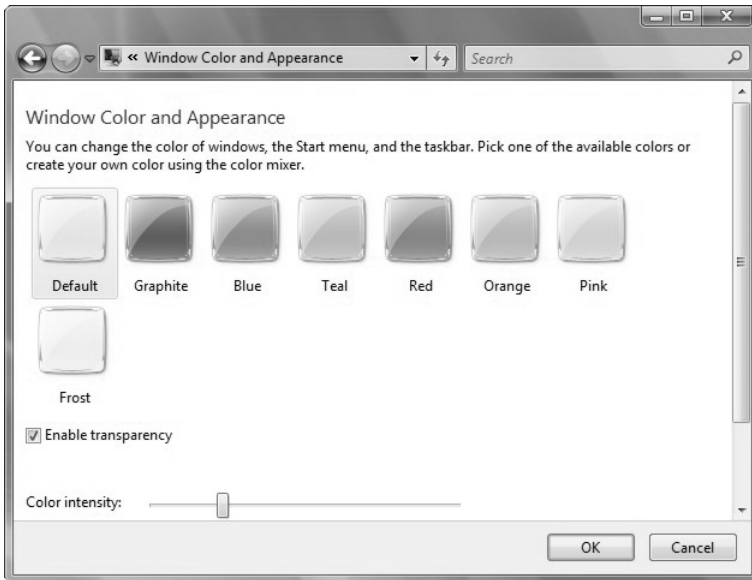 « Window Color and Appearance
Search
Window Color and Appearance
You can change the color of windows, the Start menu, and the taskbar. Pick one of the available colors or
create your own color using the color mixer.
Default Graphite Blue Teal Red Orange Pink
Frost
Enable transparency
Color intensity:
OK Cancel